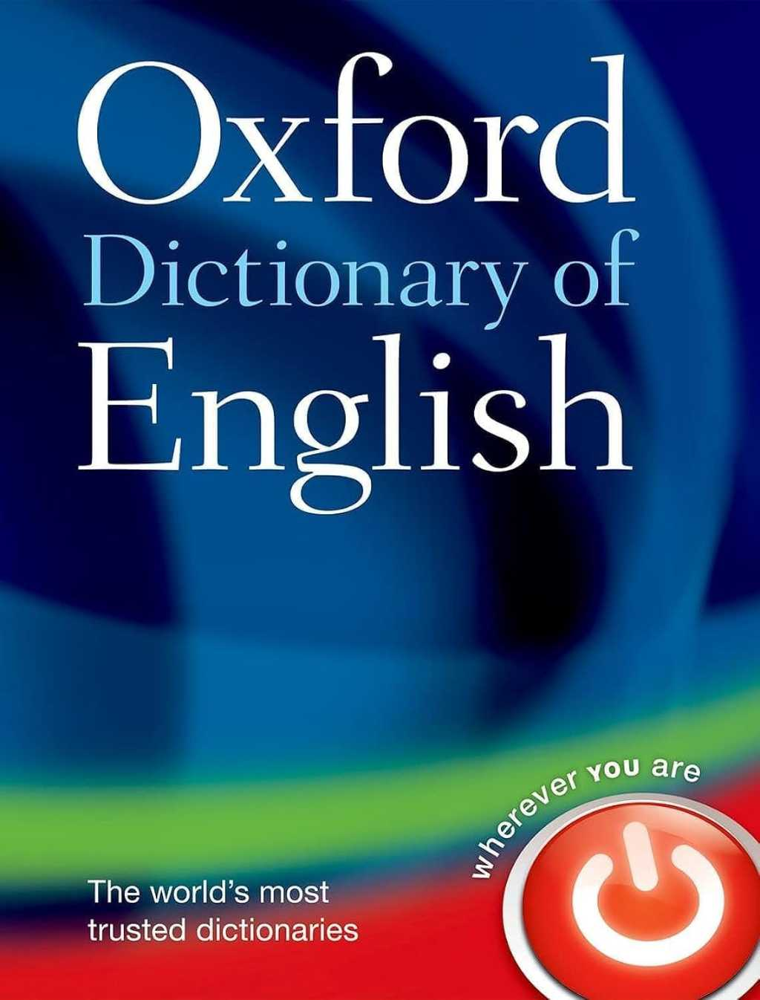 Oxford
Dictionary of
English
wherever YOU are
The world's most
trusted dictionaries